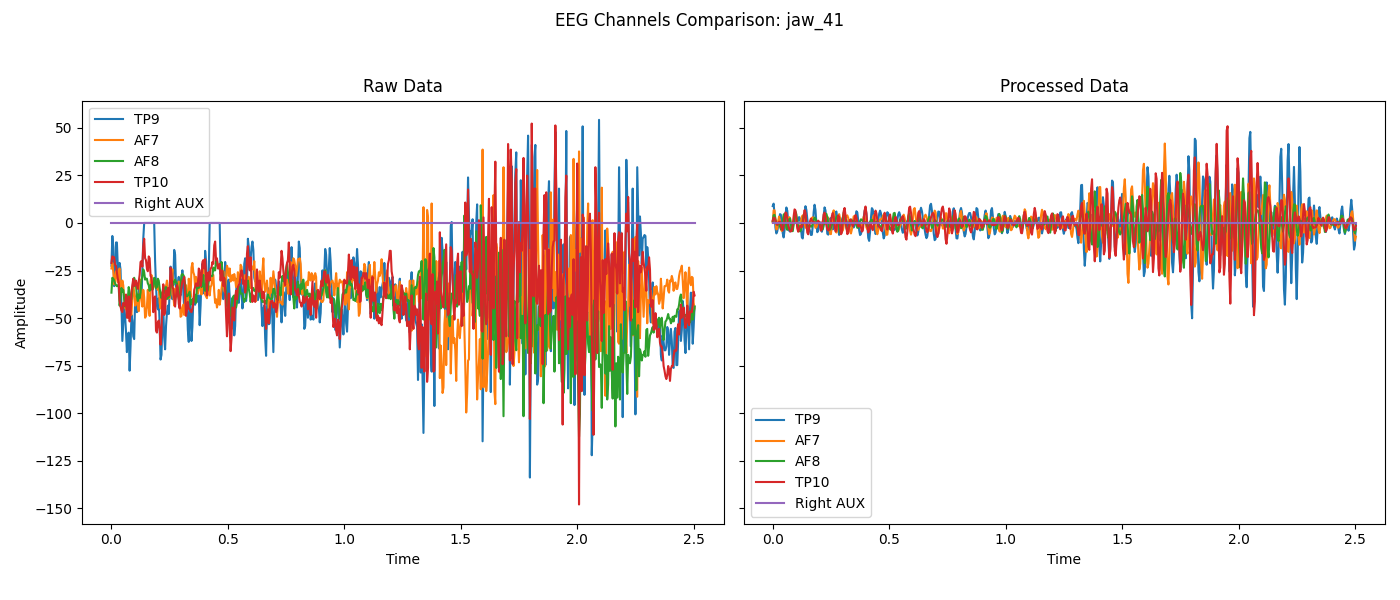 EEG Channels Comparison: jaw_41
Raw Data
Processed Data
TP9
AF7
AF8
TP10
Right AUX
TP9
AF7
AF8
TP10
Right AUX
50
25
0
−25
−50
−75
−100
−125
−150
Amplitude
0.0 0.5 1.0 1.5 2.0 2.5
Time
0.0 0.5 1.0 1.5 2.0 2.5
Time